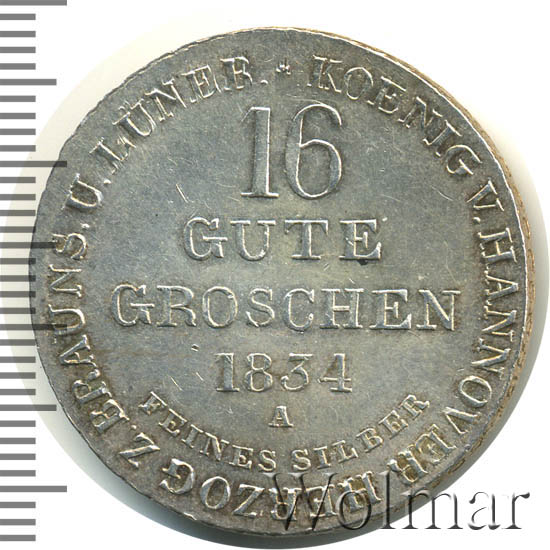 * KOENIG V. HANNOVER HERZOG Z. BRAUNS. U. LÜNEB.
16
GUTE
GROSCHEN
1834
A
FEINES SILBER
Wolmar